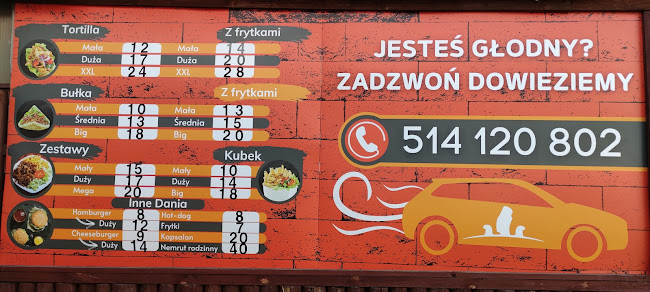 Tortilla Z frytkami
Mała 12 Mała 14
Duża 17 Duża 20
XXL 24 XXL 28
Bułka Z frytkami
Mała 10 Mała 13
Średnia 13 Średnia 15
Big 18 Big 20
Zestawy Kubek
Mały 15 Mały 10
Duży 17 Duży 14
Mega 20 Big 18
Inne Dania
Hamburger 8 Hot-dog 8
Duży 12 Frytki 7
Cheeseburger 9 Kapsalon 20
Duży 14 Nemrut rodzinny 40
JESTEŚ GŁODNY?
ZADZWOŃ DOWIEZIEMY
514 120 802